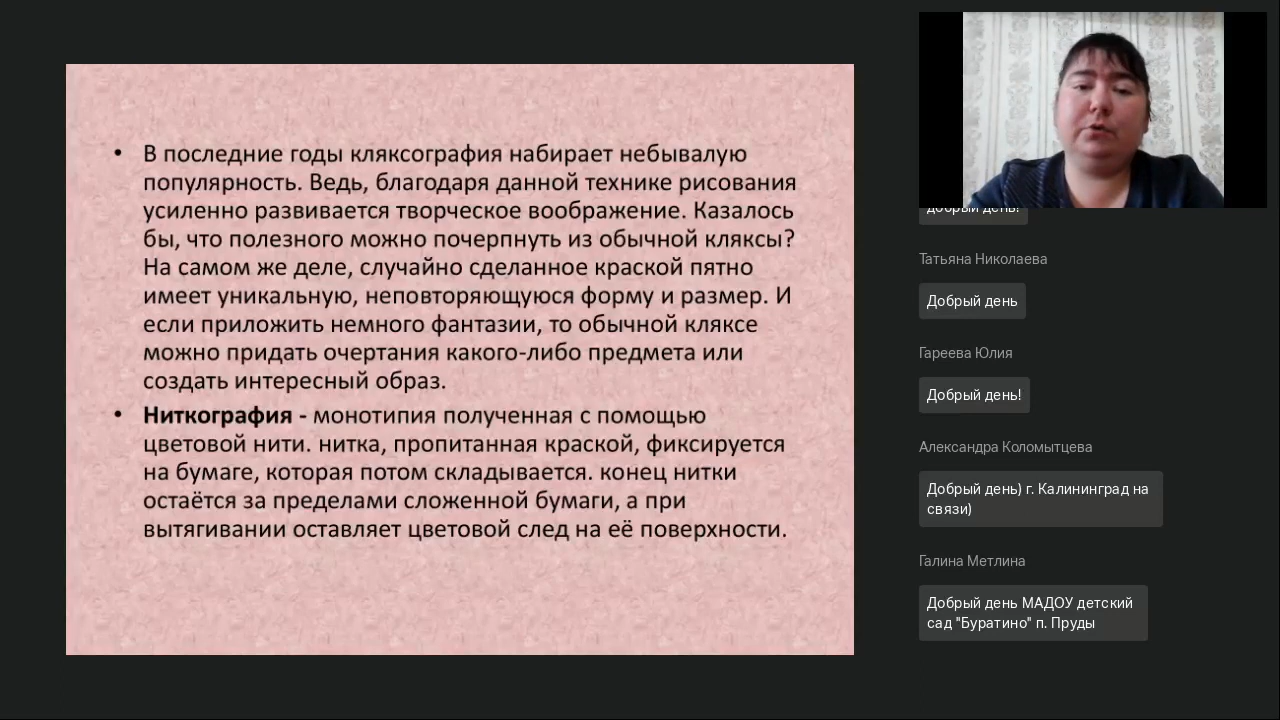 • В последние годы кляксография набирает небывалую
популярность. Ведь, благодаря данной технике рисования
усиленно развивается творческое воображение. Казалось
бы, что полезного можно почерпнуть из обычной кляксы?
На самом же деле, случайно сделанное краской пятно
имеет уникальную, неповторяющуюся форму и размер. И
если приложить немного фантазии, то обычной кляксе
можно придать очертания какого-либо предмета или
создать интересный образ.
• Ниткография - монотипия полученная с помощью
цветовой нити. нитка, пропитанная краской, фиксируется
на бумаге, которая потом складывается. конец нитки
остаётся за пределами сложенной бумаги, а при
вытягивании оставляет цветовой след на её поверхности.
добрый день!
Татьяна Николаева
Добрый день
Гареева Юлия
Добрый день!
Александра Коломытцева
Добрый день) г. Калининград на
связи)
Галина Метлина
Добрый день МАДОУ детский
сад "Буратино" п. Пруды